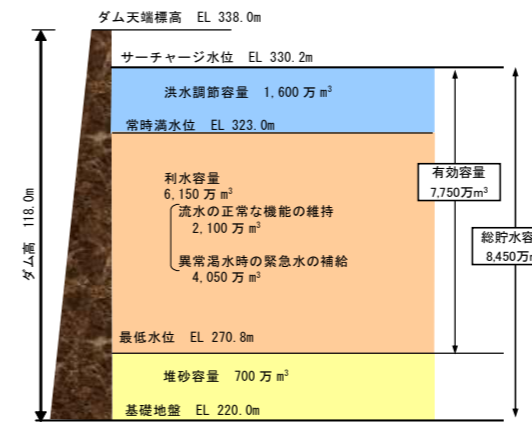 ダム天端標高 EL 338.0m
サーチャージ水位 EL 330.2m
洪水調節容量 1,600 万 m³
常時満水位 EL 323.0m
有効容量
7,750万m³
利水容量
6,150 万 m³
流水の正常な機能の維持
2,100 万 m³
異常渇水時の緊急水の補給
4,050 万 m³
総貯水容
8,450万m
ダム高 118.0m
最低水位 EL 270.8m
堆砂容量 700 万 m³
基礎地盤 EL 220.0m